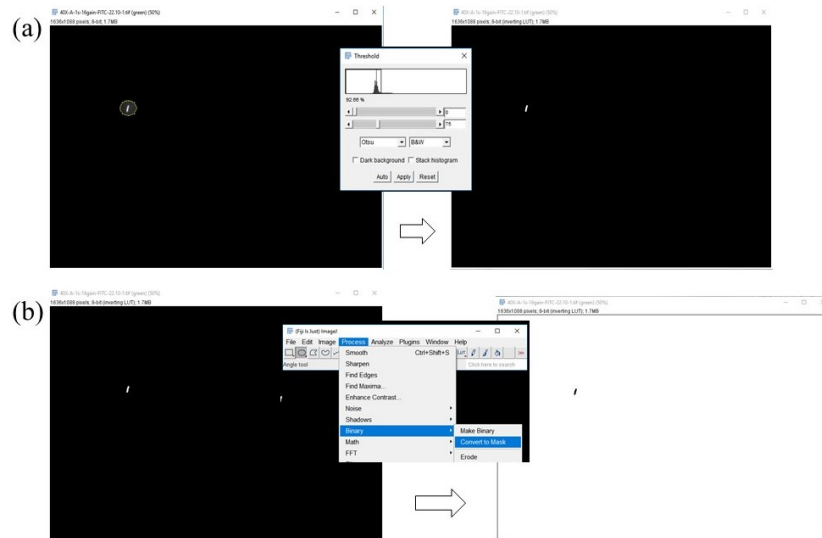 (a)
40X-A-1s-16gain-FITC-22.10-1.tif (green) (50%)
1636x1088 pixels; 8-bit; 1.7MB
Threshold
92.66 %
0
76
Otsu
B&W
Dark background
Stack histogram
Auto
Apply
Reset
40X-A-1s-16gain-FITC-22.10-1.tif (green) (50%)
1636x1088 pixels; 8-bit (inverting LUT); 1.7MB
(b)
40X-A-1s-16gain-FITC-22.10-1.tif (green) (50%)
1636x1088 pixels; 8-bit (inverting LUT); 1.7MB
(Fiji Is Just) ImageJ
File Edit Image Process Analyze Plugins Window Help
Angle tool
Click here to search
Smooth Ctrl+Shift+S
Sharpen
Find Edges
Find Maxima...
Enhance Contrast...
Noise
Shadows
Binary
Math
FFT
Make Binary
Convert to Mask
Erode
40X-A-1s-16gain-FITC-22.10-1.tif (green) (50%)
1636x1088 pixels; 8-bit (inverting LUT); 1.7MB